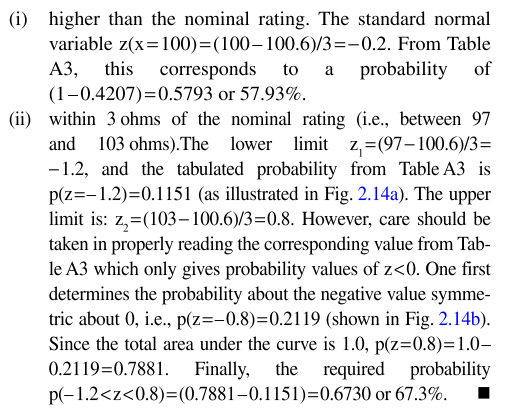 (i) higher than the nominal rating. The standard normal
variable z(x=100)=(100−100.6)/3=−0.2. From Table
A3, this corresponds to a probability of
(1−0.4207)=0.5793 or 57.93%.
(ii) within 3 ohms of the nominal rating (i.e., between 97
and 103 ohms).The lower limit z₁=(97−100.6)/3=
−1.2, and the tabulated probability from Table A3 is
p(z=−1.2)=0.1151 (as illustrated in Fig. 2.14a). The upper
limit is: z₂=(103−100.6)/3=0.8. However, care should be
taken in properly reading the corresponding value from Tab-
le A3 which only gives probability values of z<0. One first
determines the probability about the negative value symme-
tric about 0, i.e., p(z=−0.8)=0.2119 (shown in Fig. 2.14b).
Since the total area under the curve is 1.0, p(z=0.8)=1.0−
0.2119=0.7881. Finally, the required probability
p(−1.2<z<0.8)=(0.7881−0.1151)=0.6730 or 67.3%. ■